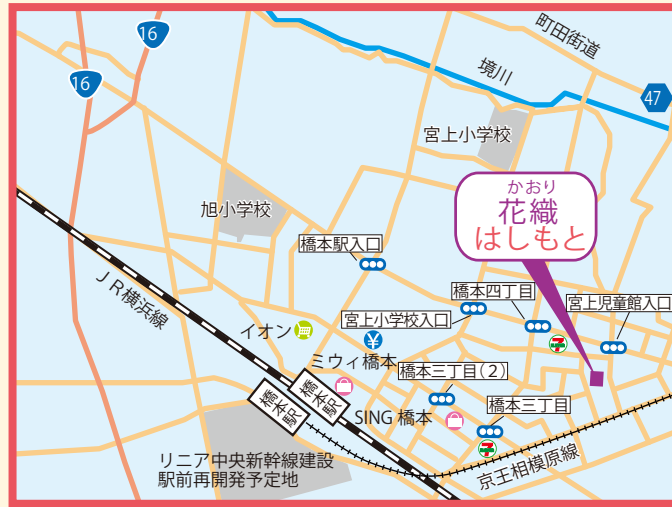 16
町田街道
16
境川
47
宮上小学校
かおり
花織
はしもと
旭小学校
橋本駅入口
橋本四丁目
宮上児童館入口
JR横浜線
イオン
宮上小学校入口
¥
7
ミウィ橋本
橋本三丁目(2)
橋本駅
橋本駅
SING 橋本
橋本三丁目
7
京王相模原線
リニア中央新幹線建設
駅前再開発予定地